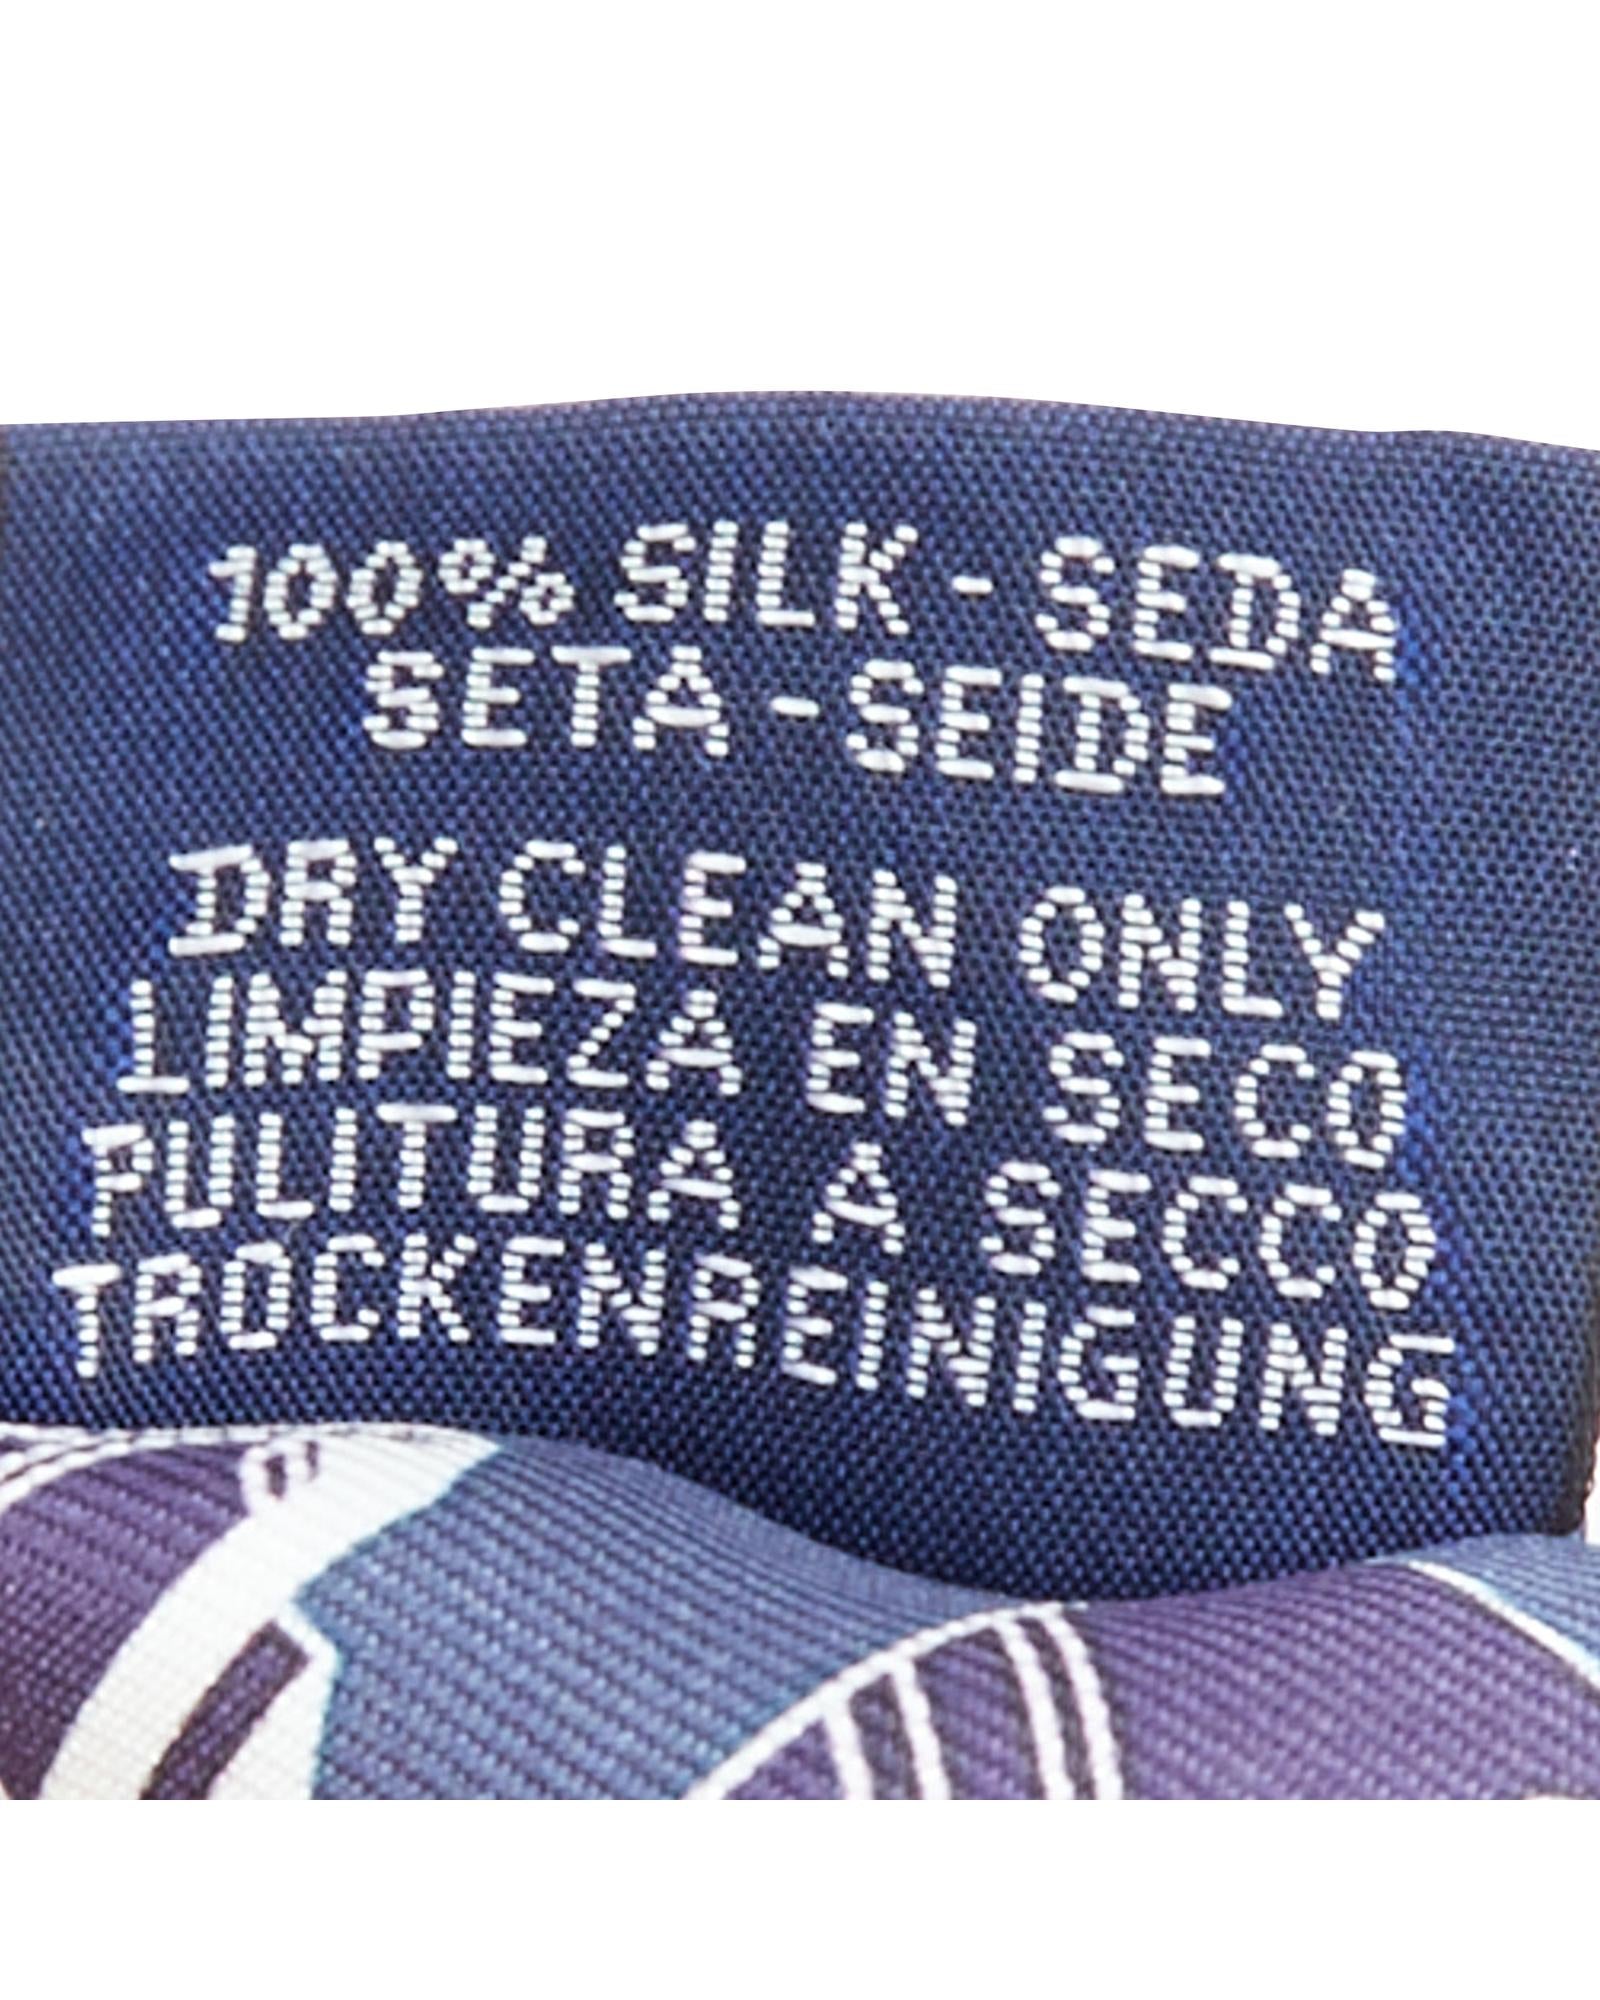 100% SILK - SEDA
SETA - SEIDE
DRY CLEAN ONLY
LIMPIEZA EN SECO
PULITURA A SECCO
TROCKENREINIGUNG